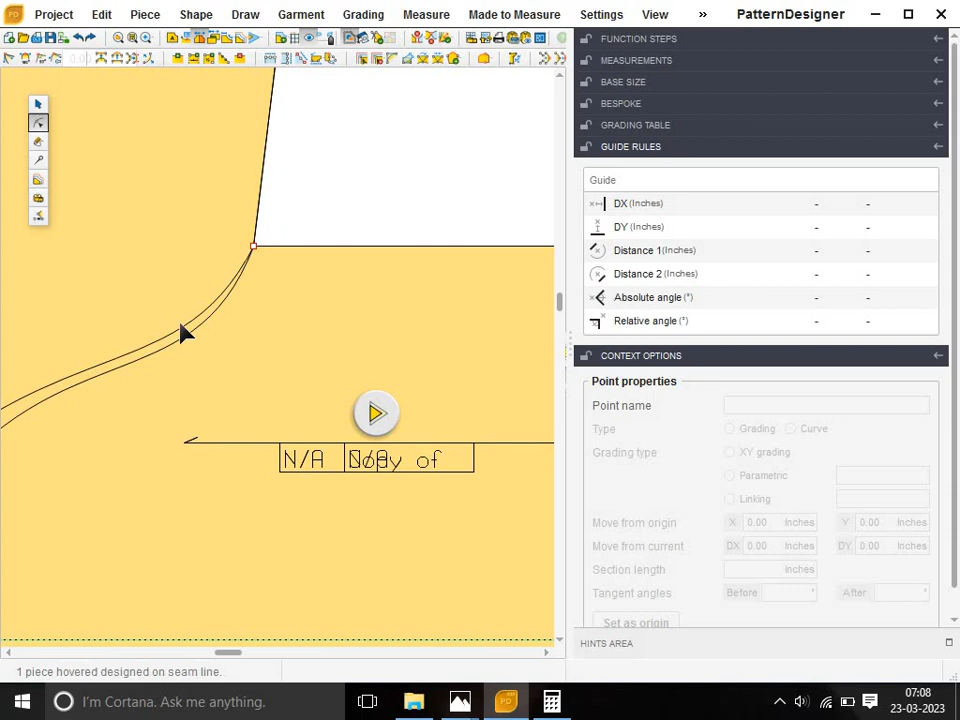 Project Edit Piece Shape Draw Garment Grading Measure Made to Measure Settings View » PatternDesigner
FUNCTION STEPS
MEASUREMENTS
BASE SIZE
BESPOKE
GRADING TABLE
GUIDE RULES
Guide
DX (Inches) - -
DY (Inches) - -
Distance 1(Inches) - -
Distance 2 (Inches) - -
Absolute angle (°) - -
Relative angle (°) - -
CONTEXT OPTIONS
Point properties
Point name
Type Grading Curve
Grading type XY grading
Parametric
Linking
Move from origin X 0.00 Inches Y 0.00 Inches
Move from current DX 0.00 Inches DY 0.00 Inches
Section length Inches
Tangent angles Before ° After °
Set as origin
HINTS AREA
N/A Copy of
1 piece hovered designed on seam line.
I'm Cortana. Ask me anything.
07:08
23-03-2023